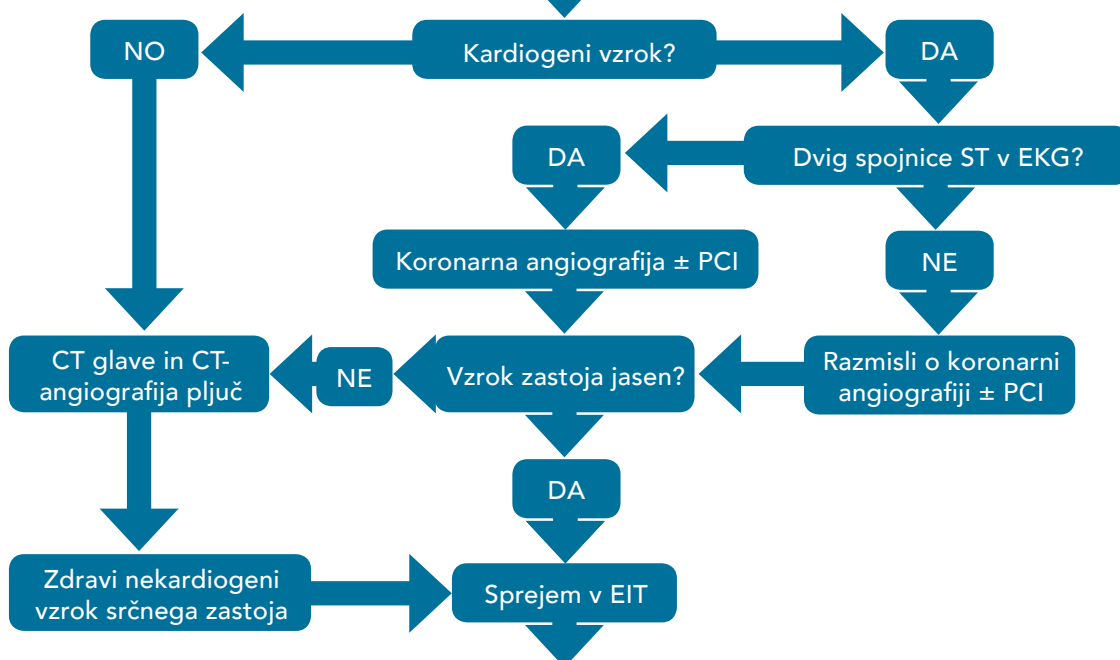 NO
Kardiogeni vzrok?
DA
DA
Dvig spojnice ST v EKG?
Koronarna angiografija ± PCI
NE
CT glave in CT-
angiografija pljuč
NE
Vzrok zastoja jasen?
Razmisli o koronarni
angiografiji ± PCI
DA
Zdravi nekardiogeni
vzrok srčnega zastoja
Sprejem v EIT